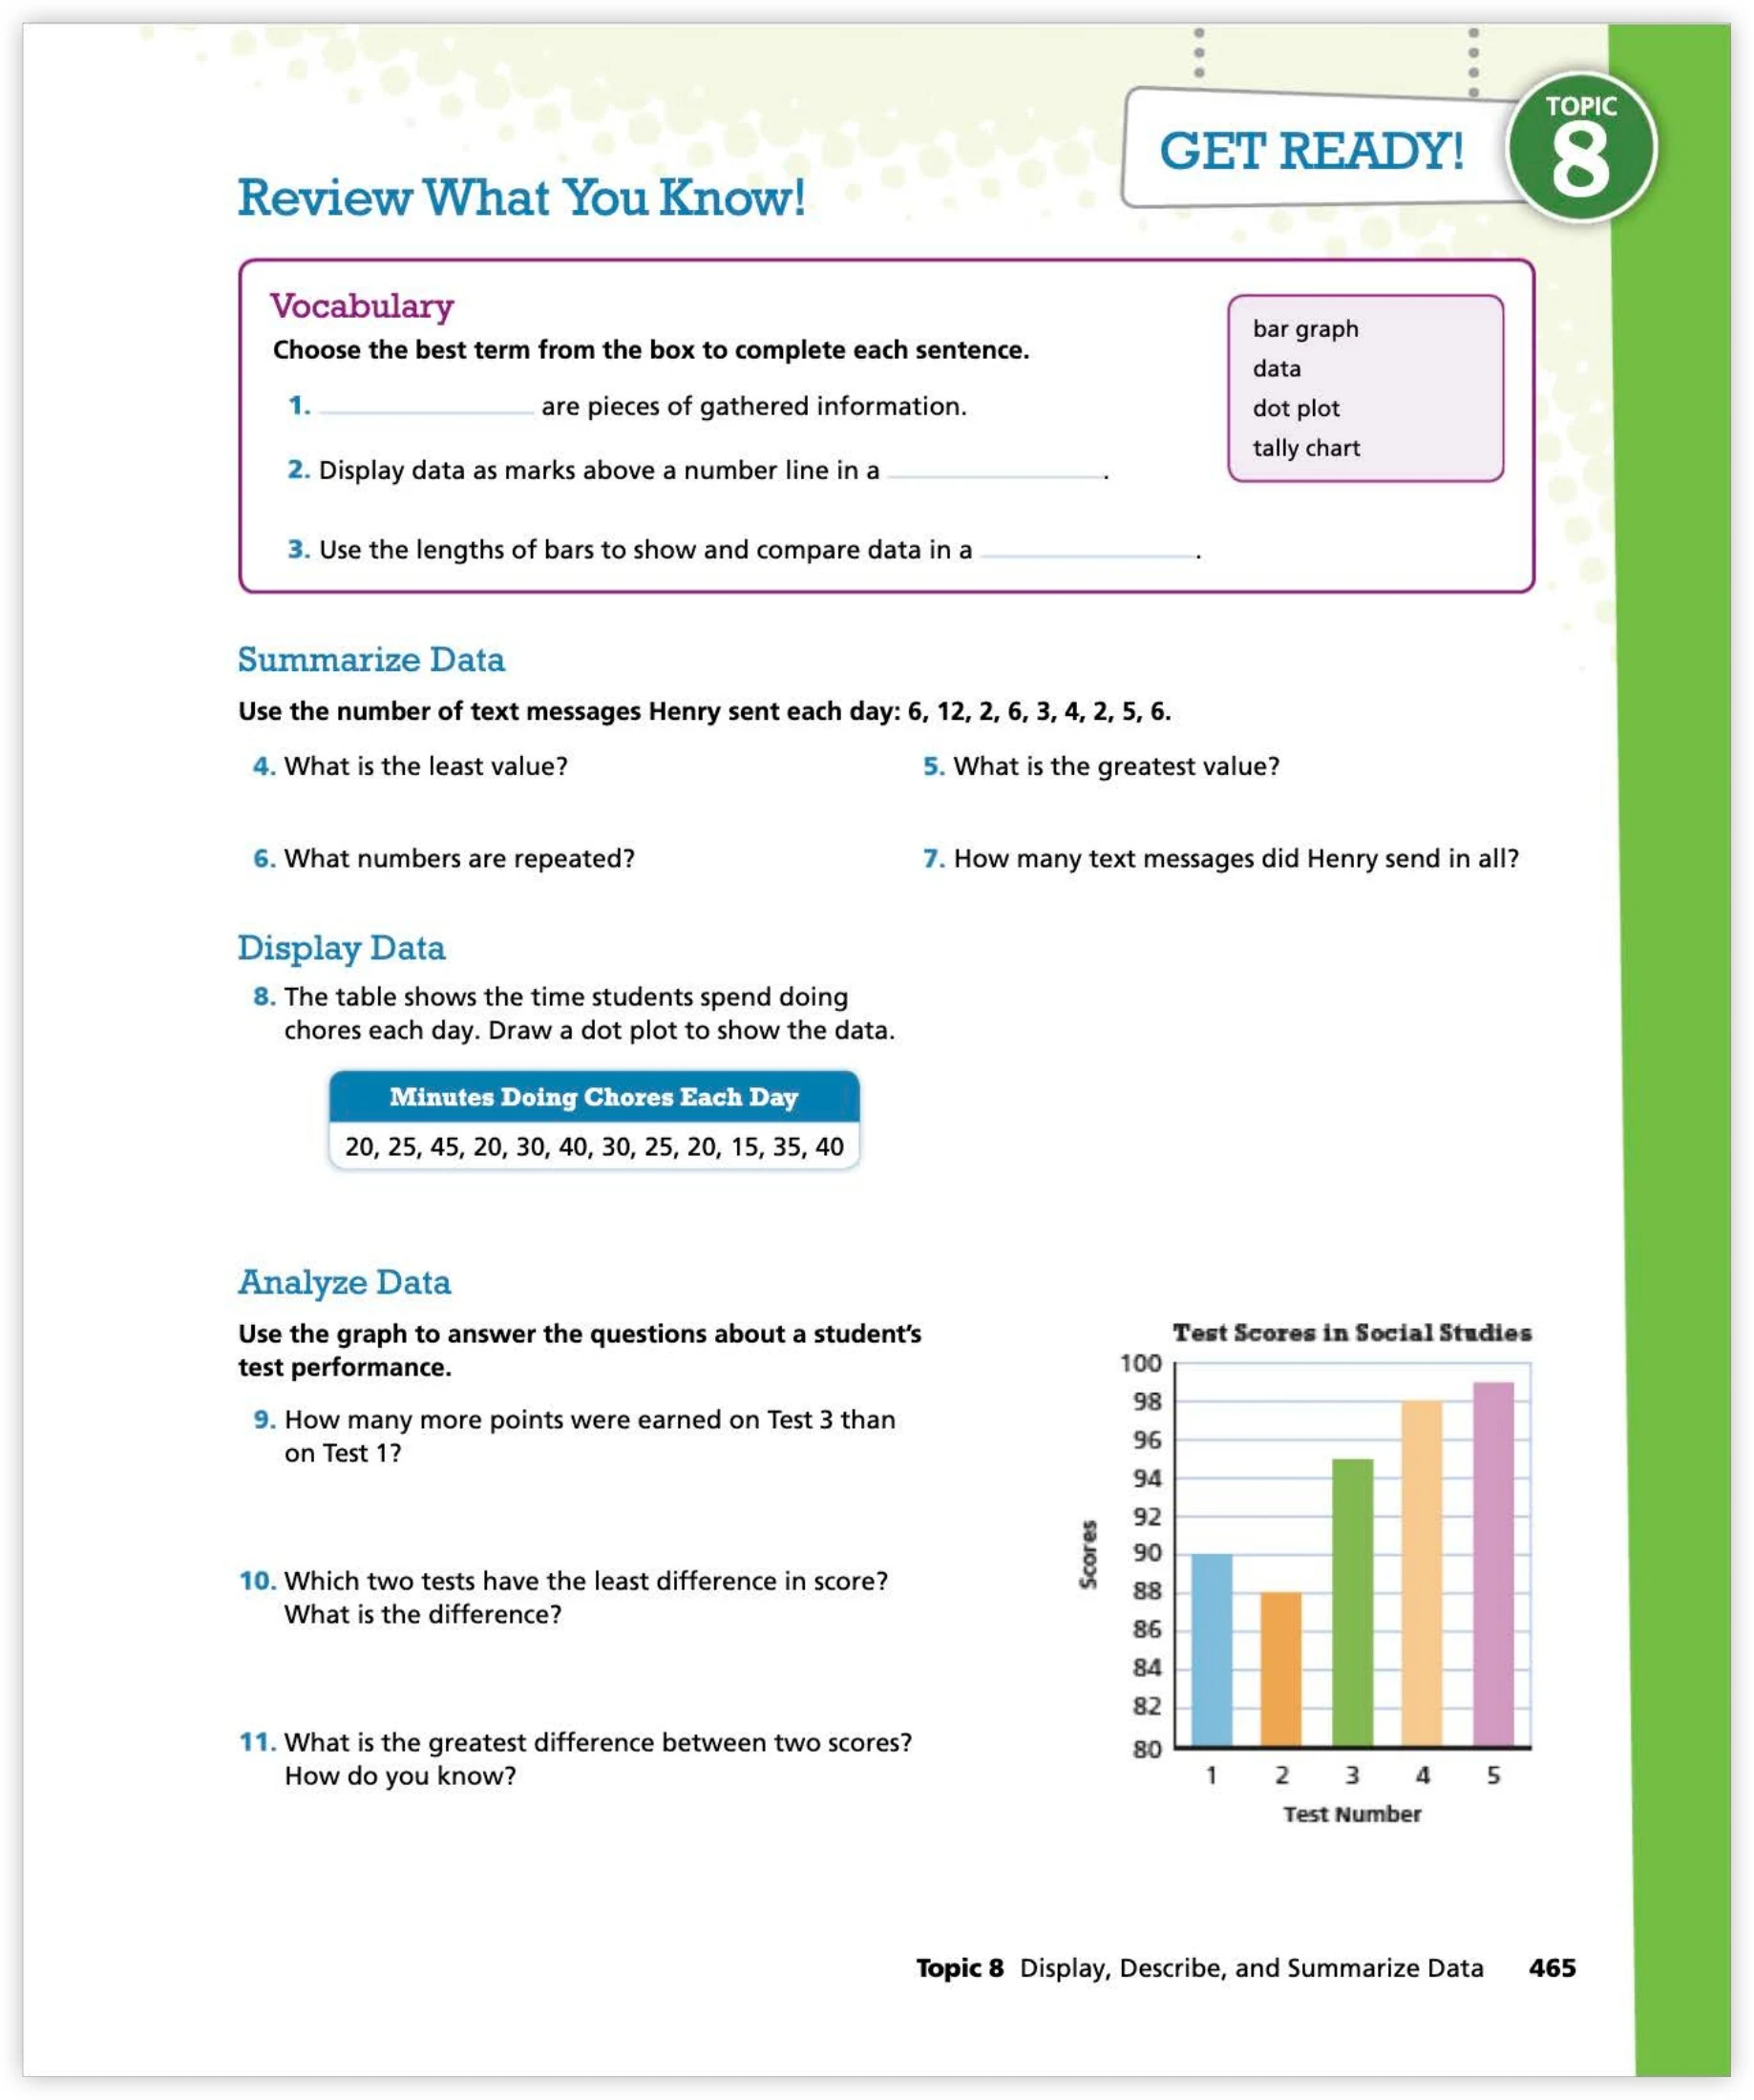 GET READY!
TOPIC
8
Review What You Know!
Vocabulary
Choose the best term from the box to complete each sentence.
bar graph
data
dot plot
tally chart
1. are pieces of gathered information.
2. Display data as marks above a number line in a .
3. Use the lengths of bars to show and compare data in a .
Summarize Data
Use the number of text messages Henry sent each day: 6, 12, 2, 6, 3, 4, 2, 5, 6.
4. What is the least value?
5. What is the greatest value?
6. What numbers are repeated?
7. How many text messages did Henry send in all?
Display Data
8. The table shows the time students spend doing
chores each day. Draw a dot plot to show the data.
Minutes Doing Chores Each Day
20, 25, 45, 20, 30, 40, 30, 25, 20, 15, 35, 40
Analyze Data
Use the graph to answer the questions about a student's
test performance.
9. How many more points were earned on Test 3 than
on Test 1?
10. Which two tests have the least difference in score?
What is the difference?
11. What is the greatest difference between two scores?
How do you know?
Test Scores in Social Studies
100
98
96
94
92
90
88
86
84
82
80
Scores
1 2 3 4 5
Test Number
Topic 8 Display, Describe, and Summarize Data 465